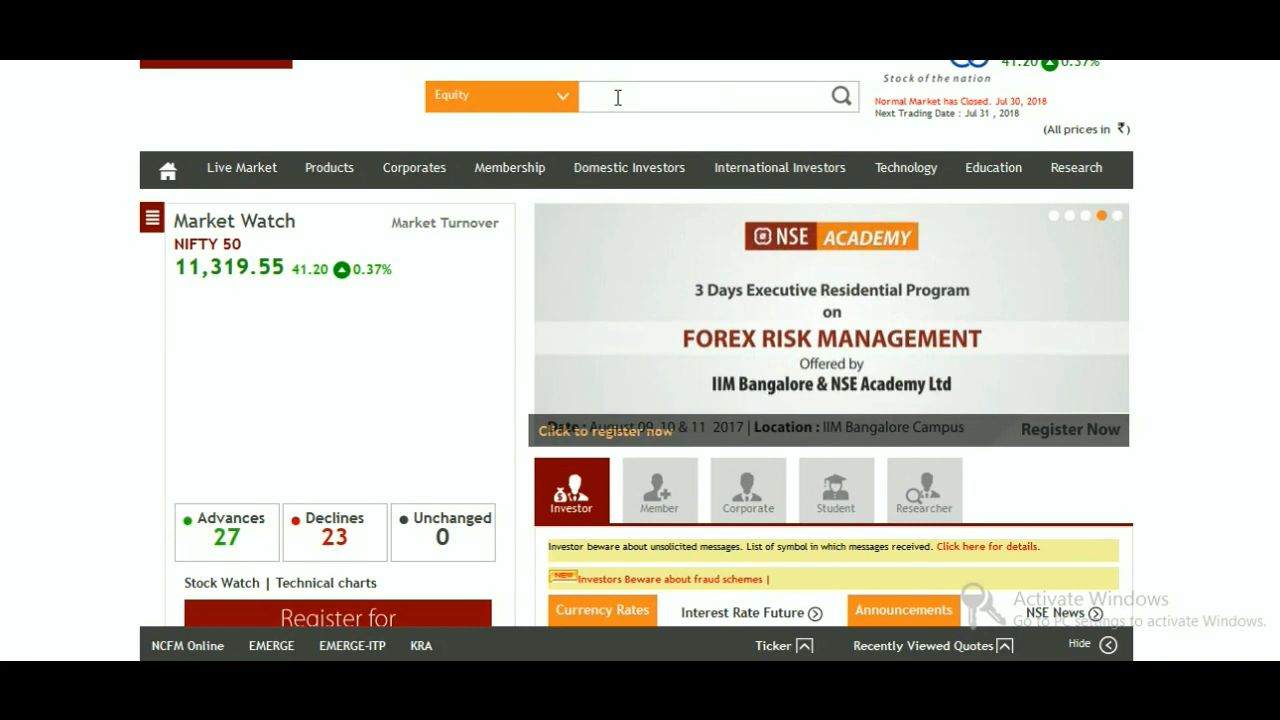 41.20 0.37%
Stock of the nation
Equity
Normal Market has Closed. Jul 30, 2018
Next Trading Date : Jul 31 , 2018
(All prices in ₹)
Live Market Products Corporates Membership Domestic Investors International Investors Technology Education Research
Market Watch Market Turnover
NIFTY 50
11,319.55 41.20 0.37%
NSE ACADEMY
3 Days Executive Residential Program
on
FOREX RISK MANAGEMENT
Offered by
IIM Bangalore & NSE Academy Ltd
Date : August 09, 10 & 11 2017 | Location : IIM Bangalore Campus
Click to register now
Register Now
Investor Member Corporate Student Researcher
Advances 27
Declines 23
Unchanged 0
Investor beware about unsolicited messages. List of symbol in which messages received. Click here for details.
NEW Investors Beware about fraud schemes |
Stock Watch | Technical charts
Register for
Currency Rates Interest Rate Future Announcements NSE News
Activate Windows
Go to PC settings to activate Windows.
NCFM Online EMERGE EMERGE-ITP KRA Ticker Recently Viewed Quotes Hide